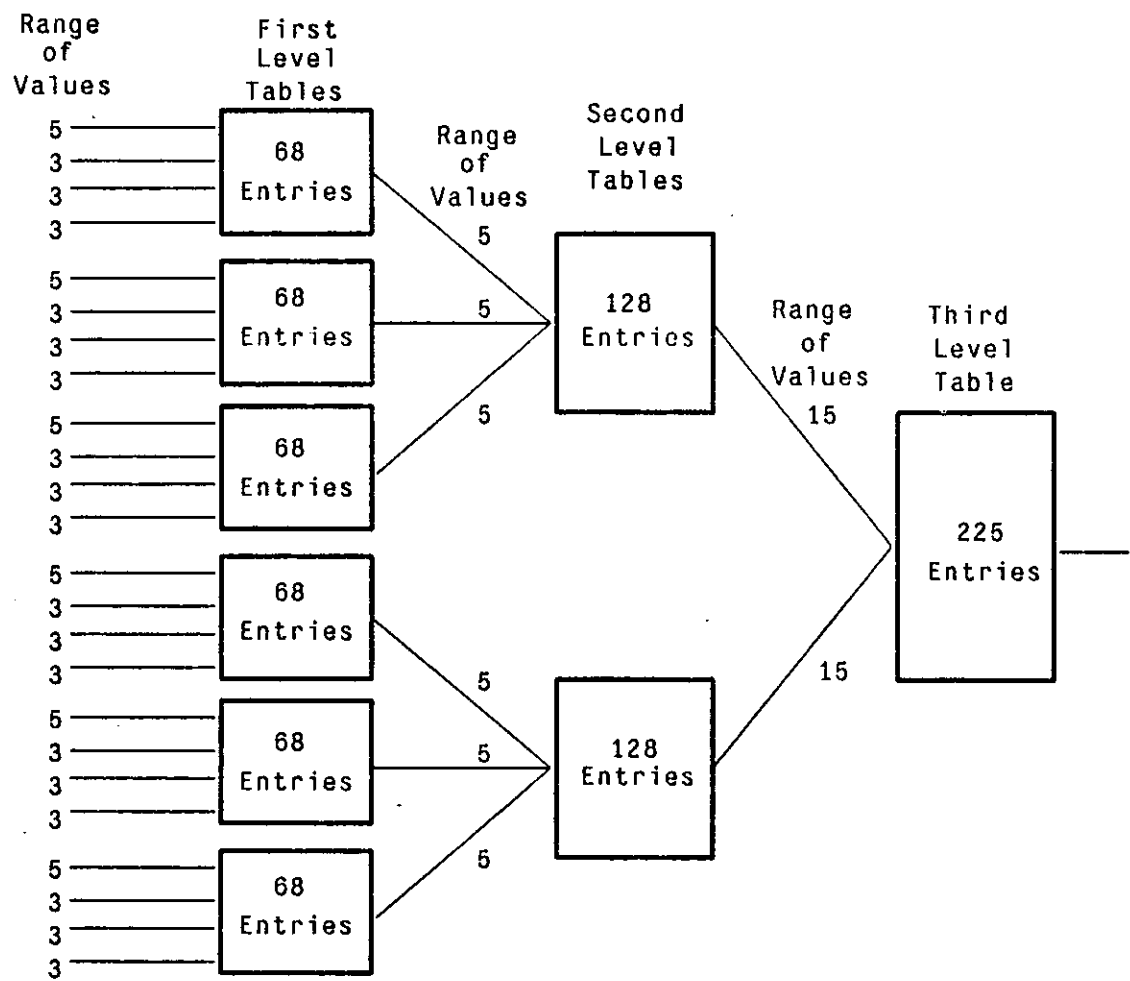 Range
of
Values
First
Level
Tables
5
3
3
3
68
Entries
5
3
3
3
68
Entries
5
3
3
3
68
Entries
5
3
3
3
68
Entries
5
3
3
3
68
Entries
5
3
3
3
68
Entries
Range
of
Values
5
5
5
5
5
5
Second
Level
Tables
128
Entries
128
Entries
Range
of
Values
15
15
Third
Level
Table
225
Entries